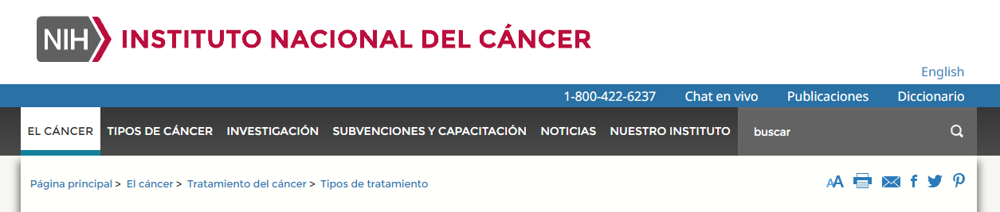 NIH INSTITUTO NACIONAL DEL CÁNCER
English
1-800-422-6237 Chat en vivo Publicaciones Diccionario
EL CÁNCER TIPOS DE CÁNCER INVESTIGACIÓN SUBVENCIONES Y CAPACITACIÓN NOTICIAS NUESTRO INSTITUTO buscar
Página principal > El cáncer > Tratamiento del cáncer > Tipos de tratamiento AA